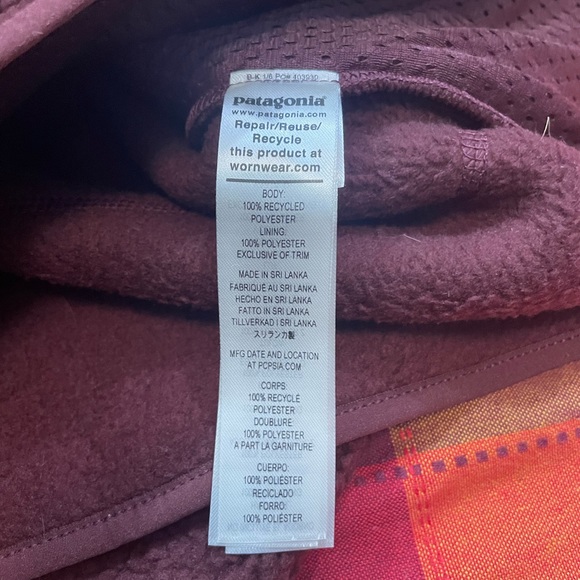 patagonia®
www.patagonia.com
Repair/Reuse/
Recycle
this product at
wornwear.com
BODY:
100% RECYCLED
POLYESTER
LINING:
100% POLYESTER
EXCLUSIVE OF TRIM
MADE IN SRI LANKA
FABRIQUÉ AU SRI LANKA
HECHO EN SRI LANKA
FATTO IN SRI LANKA
TILLVERKAD I SRI LANKA
スリランカ製
MFG DATE AND LOCATION
AT PCPSIA.COM
CORPS:
100% RECYCLÉ
POLYESTER
DOUBLURE
100% POLYESTER
A PART LA GARNITURE:
CUERPO:
100% POLIÉSTER
RECICLADO
FORRO:
100% POLIÉSTER